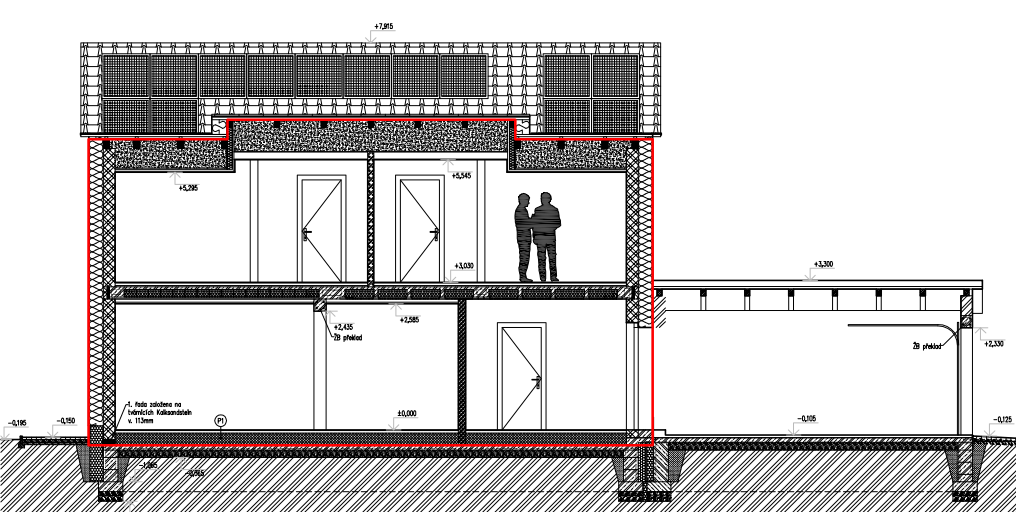 +7,915
+5,295
+5,545
+3,030
+3,300
+2,435
ŽB překlad
+2,585
ŽB překlad
+2,330
1. řada založena na
tvárnicích Kalksandstein
v. 113mm
P1
±0,000
-0,195
-0,150
-0,105
-0,125
-1,065
-0,565